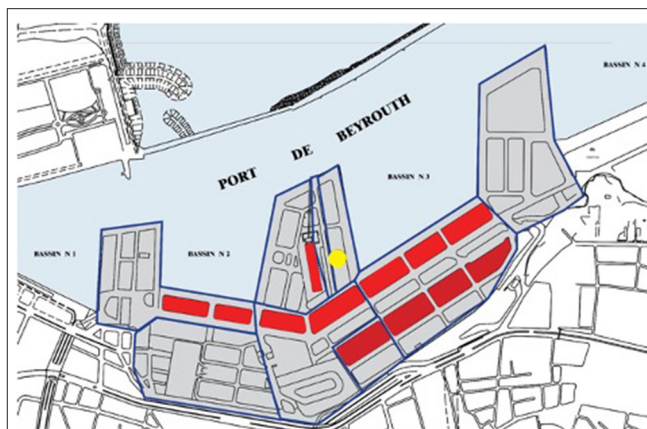 PORT DE BEYROUTH
BASSIN N 4
BASSIN N 3
BASSIN N 1
BASSIN N 2